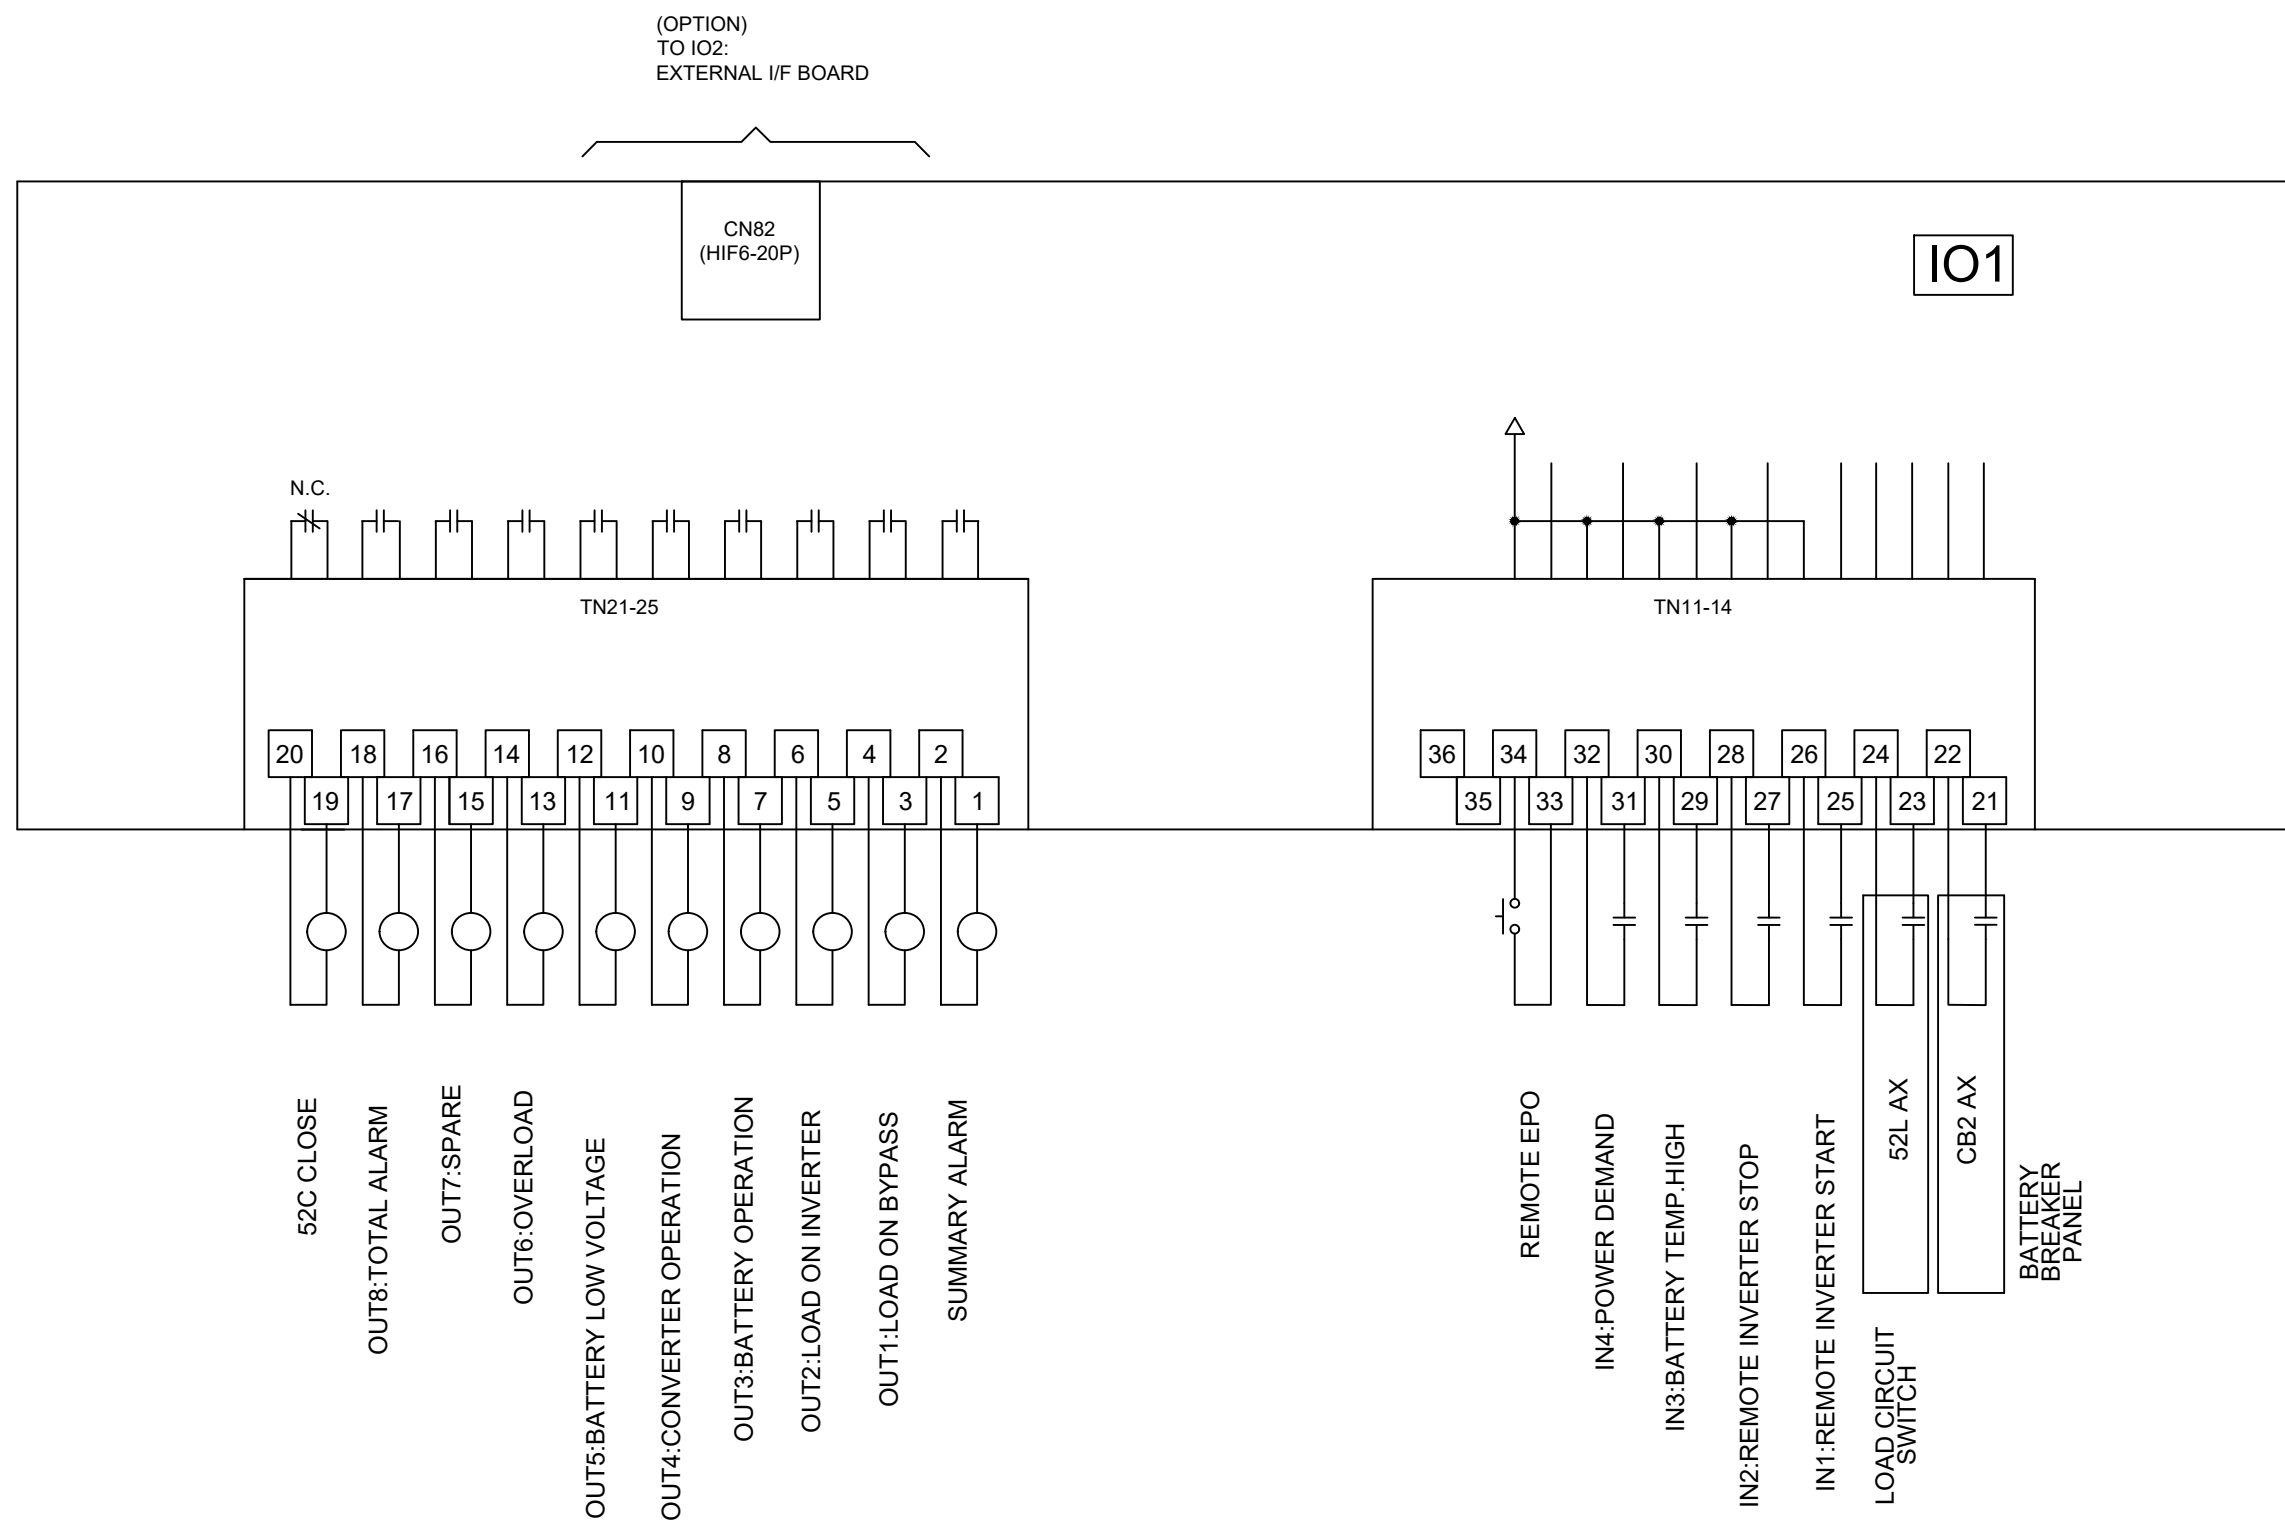 (OPTION)
TO IO2:
EXTERNAL I/F BOARD
CN82
(HIF6-20P)
IO1
N.C.
TN21-25
TN11-14
20 18 16 14 12 10 8 6 4 2
19 17 15 13 11 9 7 5 3 1
36 34 32 30 28 26 24 22
35 33 31 29 27 25 23 21
52C CLOSE
OUT8:TOTAL ALARM
OUT7:SPARE
OUT6:OVERLOAD
OUT5:BATTERY LOW VOLTAGE
OUT4:CONVERTER OPERATION
OUT3:BATTERY OPERATION
OUT2:LOAD ON INVERTER
OUT1:LOAD ON BYPASS
SUMMARY ALARM
REMOTE EPO
IN4:POWER DEMAND
IN3:BATTERY TEMP.HIGH
IN2:REMOTE INVERTER STOP
IN1:REMOTE INVERTER START
52L AX
LOAD CIRCUIT
SWITCH
CB2 AX
BATTERY
BREAKER
PANEL